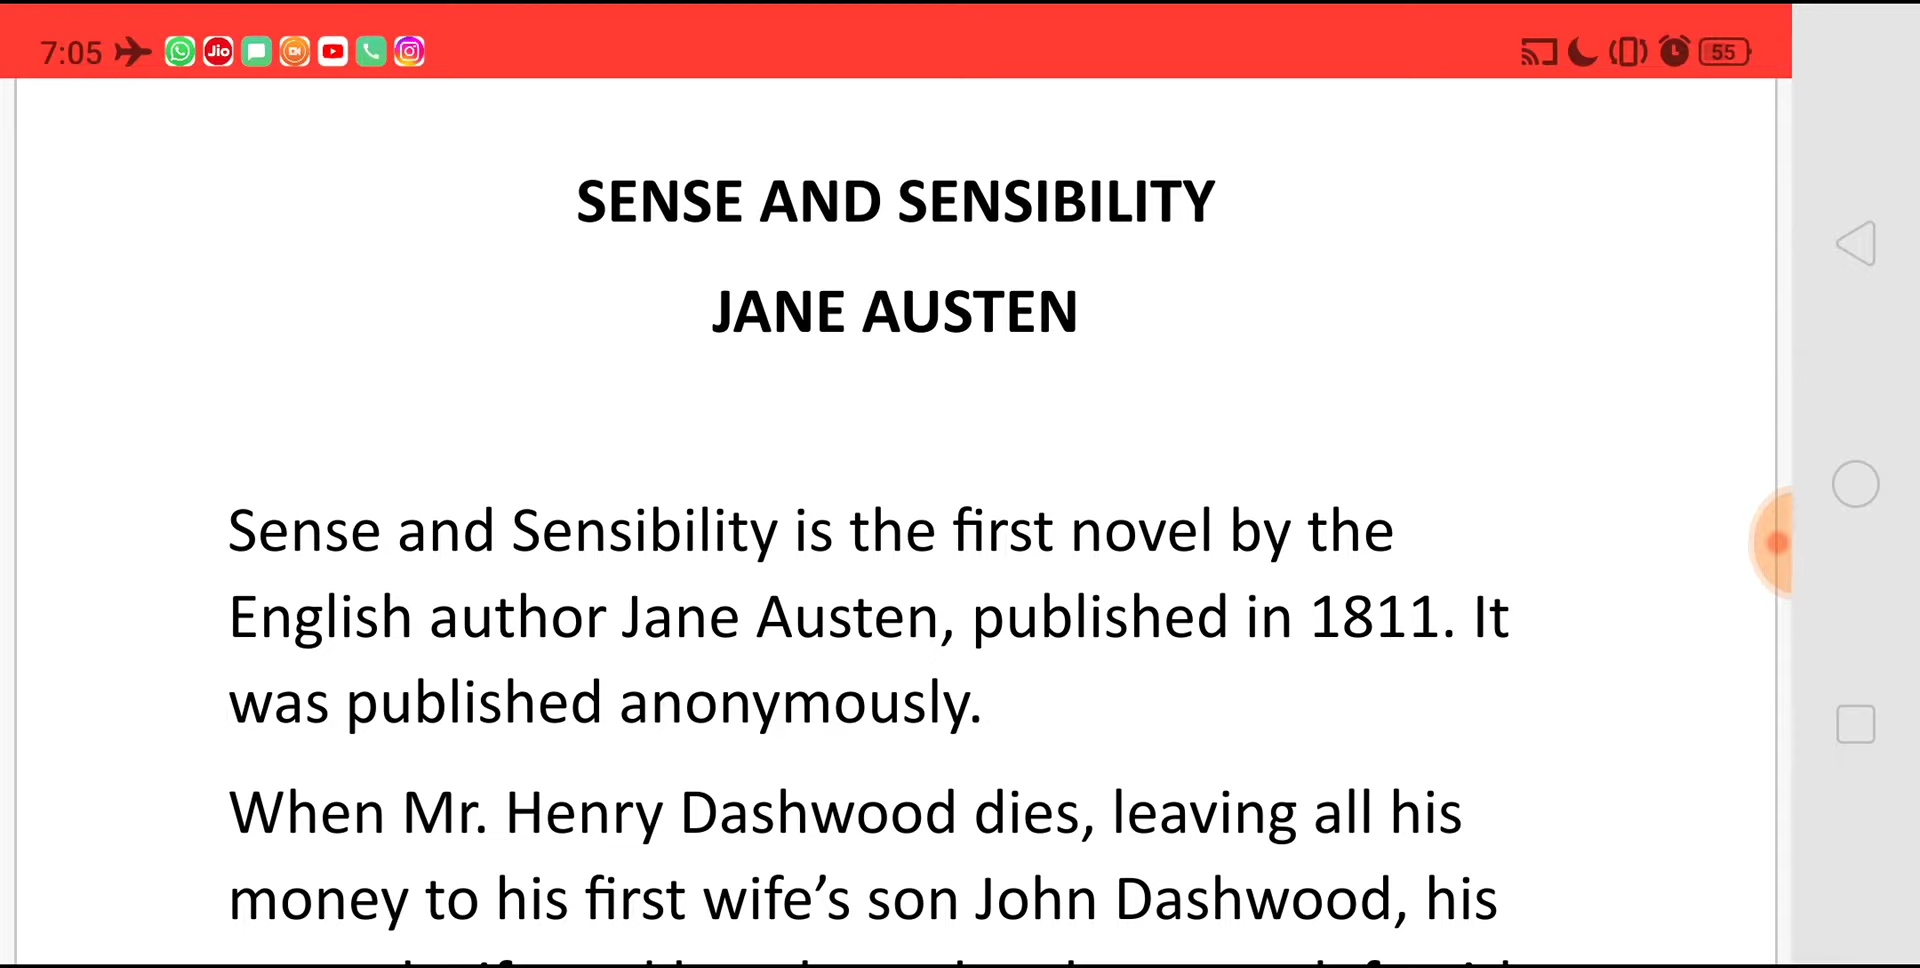 7:05 Jio 55
SENSE AND SENSIBILITY
JANE AUSTEN
Sense and Sensibility is the first novel by the
English author Jane Austen, published in 1811. It
was published anonymously.
When Mr. Henry Dashwood dies, leaving all his
money to his first wife’s son John Dashwood, his